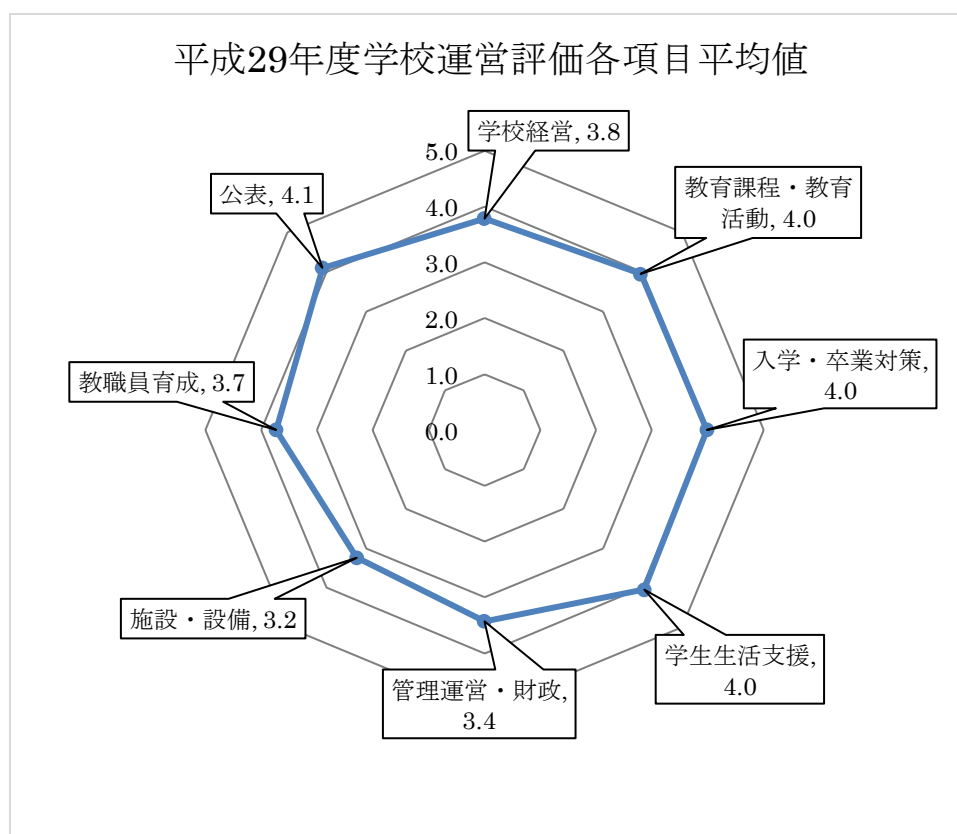 平成29年度学校運営評価各項目平均値
学校経営, 3.8
教育課程・教育
活動, 4.0
入学・卒業対策,
4.0
学生生活支援,
4.0
管理運営・財政,
3.4
施設・設備, 3.2
教職員育成, 3.7
公表, 4.1
5.0
4.0
3.0
2.0
1.0
0.0